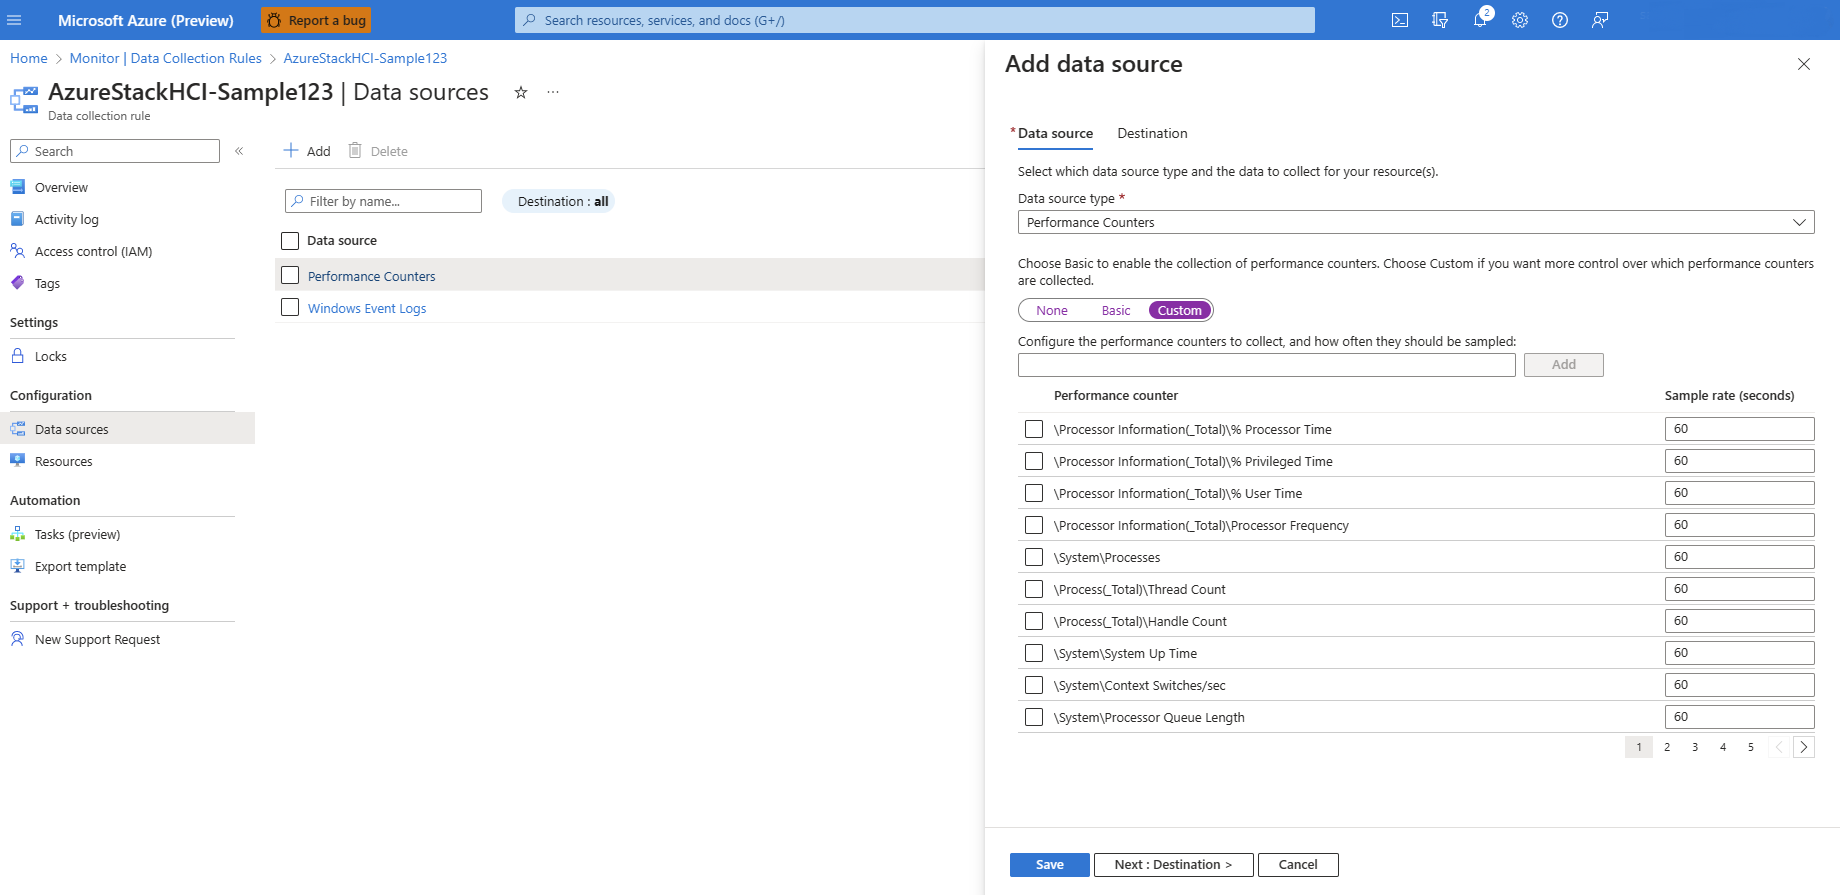 Microsoft Azure (Preview)
Report a bug
Search resources, services, and docs (G+/)
2
Home > Monitor | Data Collection Rules > AzureStackHCI-Sample123
AzureStackHCI-Sample123 | Data sources
Data collection rule
Search
Overview
Activity log
Access control (IAM)
Tags
Settings
Locks
Configuration
Data sources
Resources
Automation
Tasks (preview)
Export template
Support + troubleshooting
New Support Request
Add
Delete
Filter by name...
Destination : all
Data source
Performance Counters
Windows Event Logs
Add data source
* Data source
Destination
Select which data source type and the data to collect for your resource(s).
Data source type *
Performance Counters
Choose Basic to enable the collection of performance counters. Choose Custom if you want more control over which performance counters
are collected.
None Basic Custom
Configure the performance counters to collect, and how often they should be sampled:
Add
Performance counter Sample rate (seconds)
\Processor Information(_Total)\% Processor Time 60
\Processor Information(_Total)\% Privileged Time 60
\Processor Information(_Total)\% User Time 60
\Processor Information(_Total)\Processor Frequency 60
\System\Processes 60
\Process(_Total)\Thread Count 60
\Process(_Total)\Handle Count 60
\System\System Up Time 60
\System\Context Switches/sec 60
\System\Processor Queue Length 60
1 2 3 4 5 < >
Save
Next : Destination >
Cancel